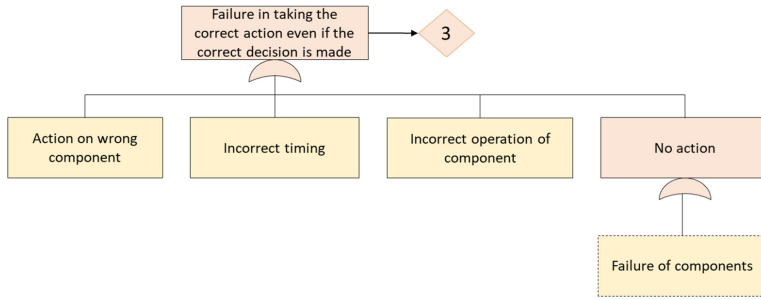 Failure in taking the
correct action even if the
correct decision is made
3
Action on wrong
component
Incorrect timing
Incorrect operation of
component
No action
Failure of components